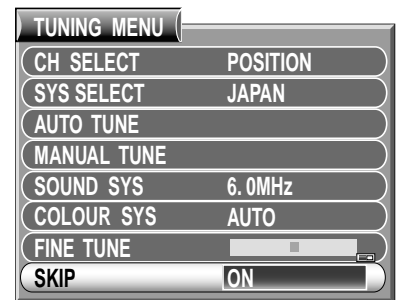 TUNING MENU
CH SELECT POSITION
SYS SELECT JAPAN
AUTO TUNE
MANUAL TUNE
SOUND SYS 6.0MHz
COLOUR SYS AUTO
FINE TUNE
SKIP ON